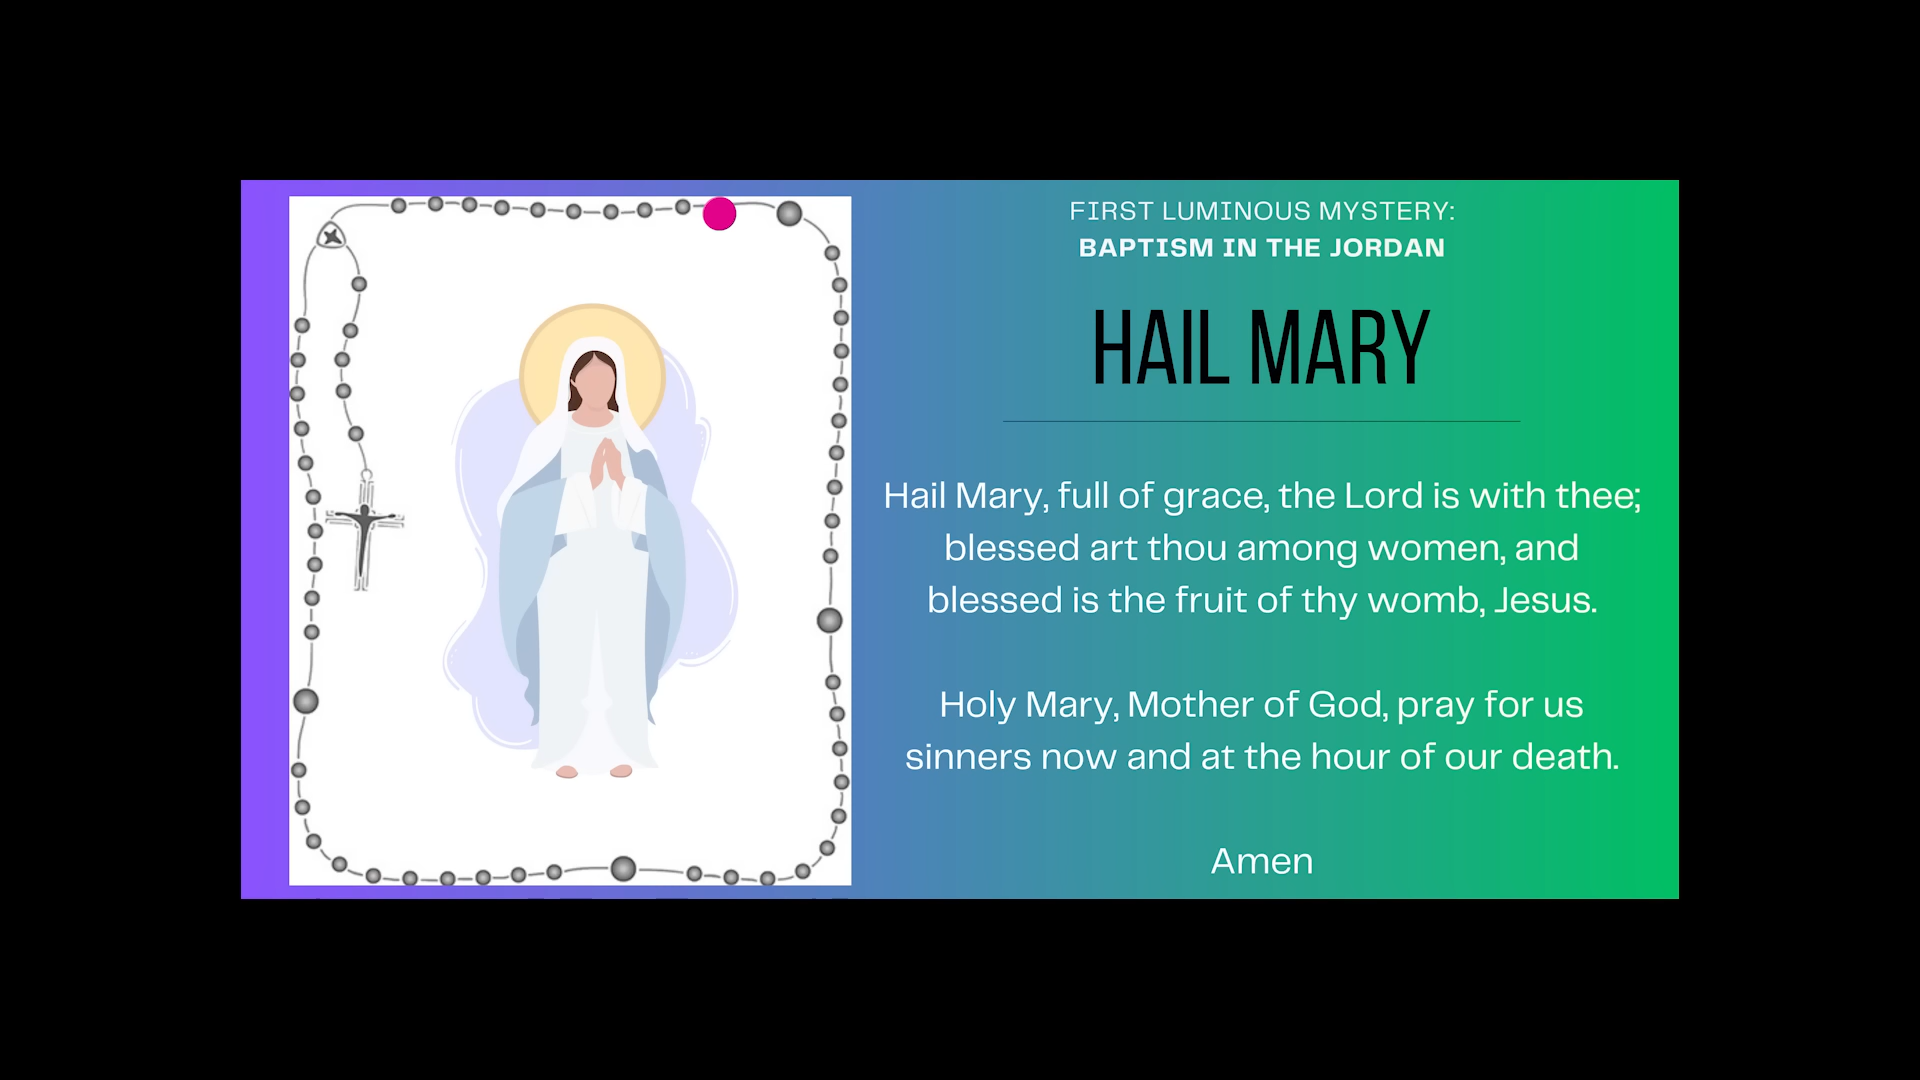 FIRST LUMINOUS MYSTERY:
BAPTISM IN THE JORDAN
HAIL MARY
Hail Mary, full of grace, the Lord is with thee;
blessed art thou among women, and
blessed is the fruit of thy womb, Jesus.
Holy Mary, Mother of God, pray for us
sinners now and at the hour of our death.
Amen